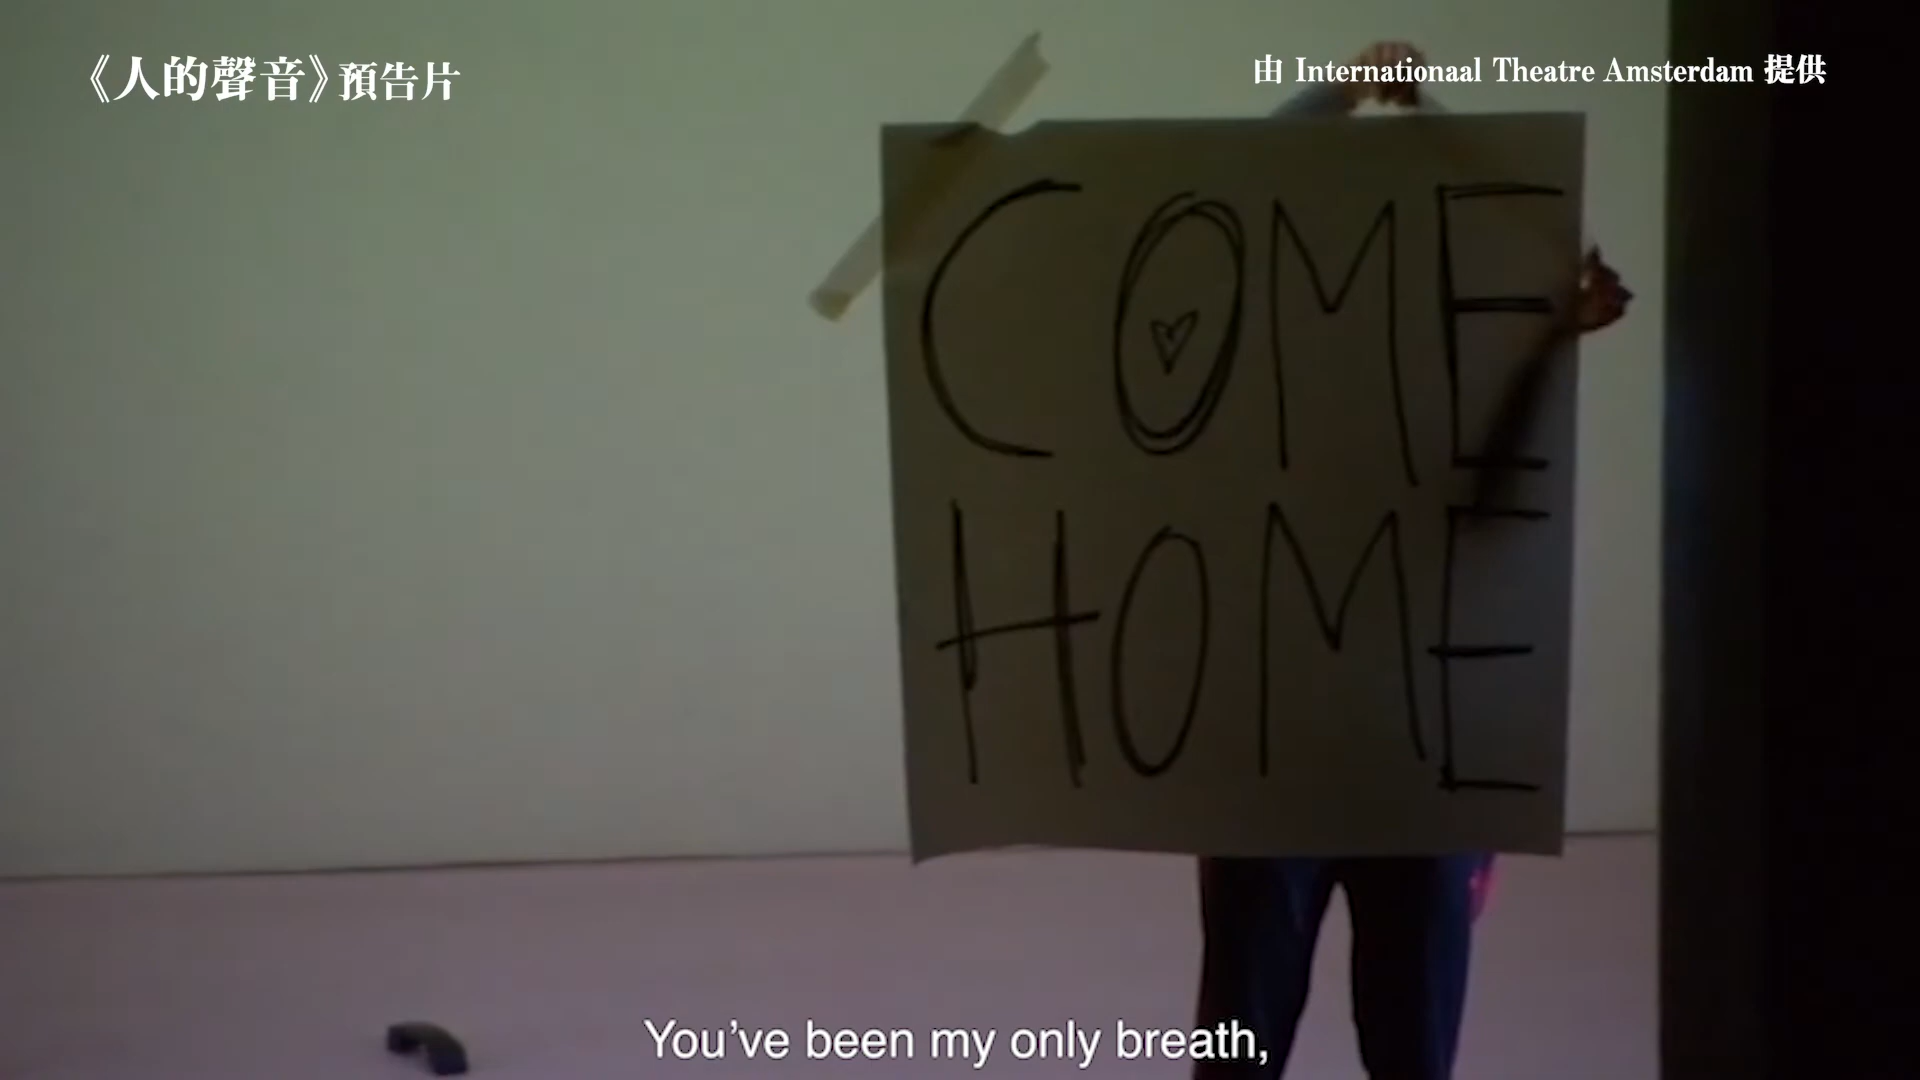 《人的聲音》預告片
由 Internationaal Theatre Amsterdam 提供
COME
HOME
You've been my only breath,